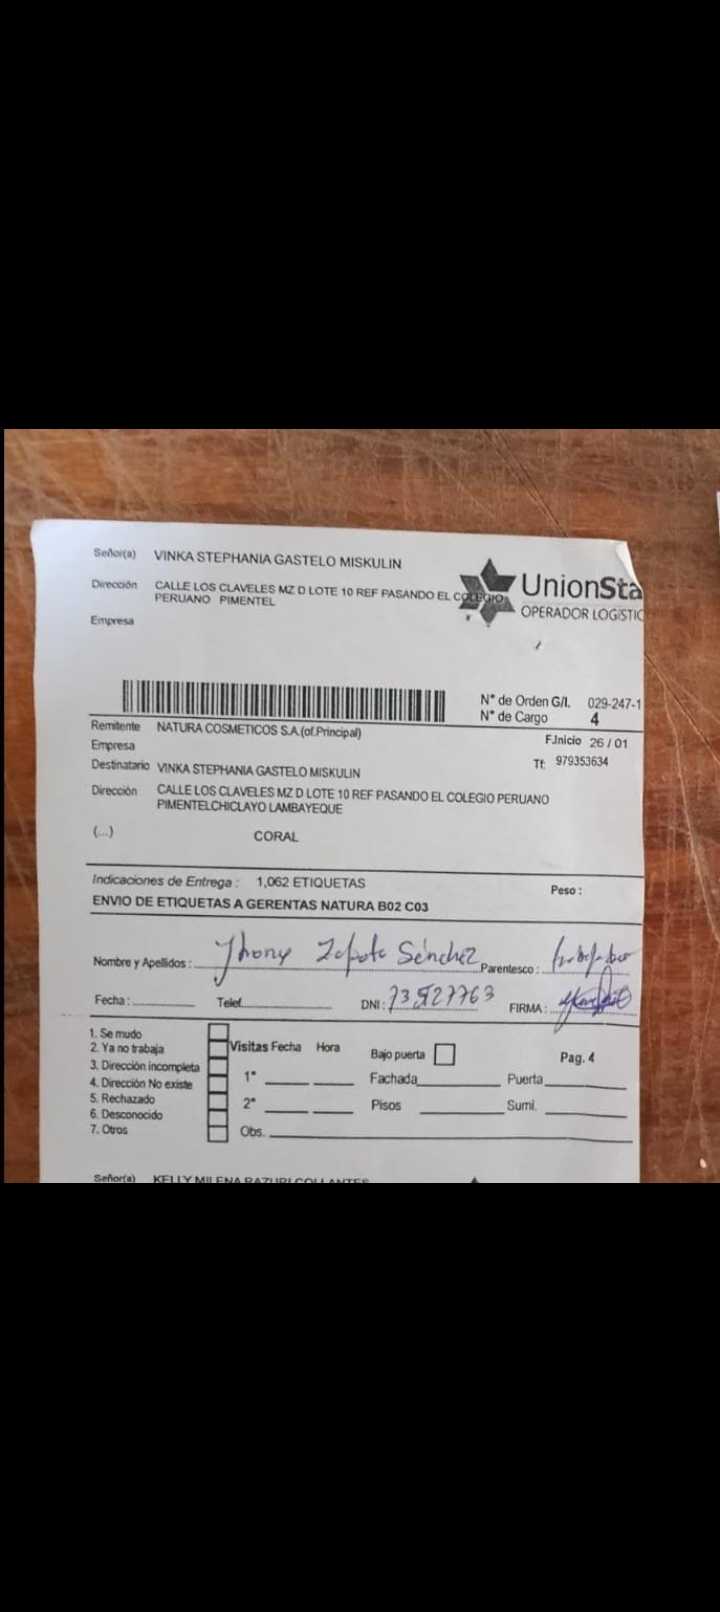 Señor(a) VINKA STEPHANIA GASTELO MISKULIN
Dirección CALLE LOS CLAVELES MZ D LOTE 10 REF PASANDO EL COLEGIO
PERUANO PIMENTEL
Empresa
UnionSta
OPERADOR LOGíSTIC
N° de Orden G/I. 029-247-1
N° de Cargo 4
Remitente NATURA COSMETICOS S.A.(of.Principal)
Empresa
F.Inicio 26 / 01
Destinatario VINKA STEPHANIA GASTELO MISKULIN
Tf: 979353634
Dirección CALLE LOS CLAVELES MZ D LOTE 10 REF PASANDO EL COLEGIO PERUANO
PIMENTELCHICLAYO LAMBAYEQUE
(...) CORAL
Indicaciones de Entrega : 1,062 ETIQUETAS
Peso :
ENVIO DE ETIQUETAS A GERENTAS NATURA B02 C03
Nombre y Apellidos : Jhony Zapata Sánchez Parentesco :
Fecha : Telef. DNI : FIRMA :
1. Se mudo
2. Ya no trabaja
3. Dirección incompleta
4. Dirección No existe
5. Rechazado
6. Desconocido
7. Otros
Visitas Fecha Hora
1°
2°
Obs.
Bajo puerta
Pag. 4
Fachada Puerta
Pisos Sumi.
Señor(a) KELLY MILENA RAZURI COLLANTES